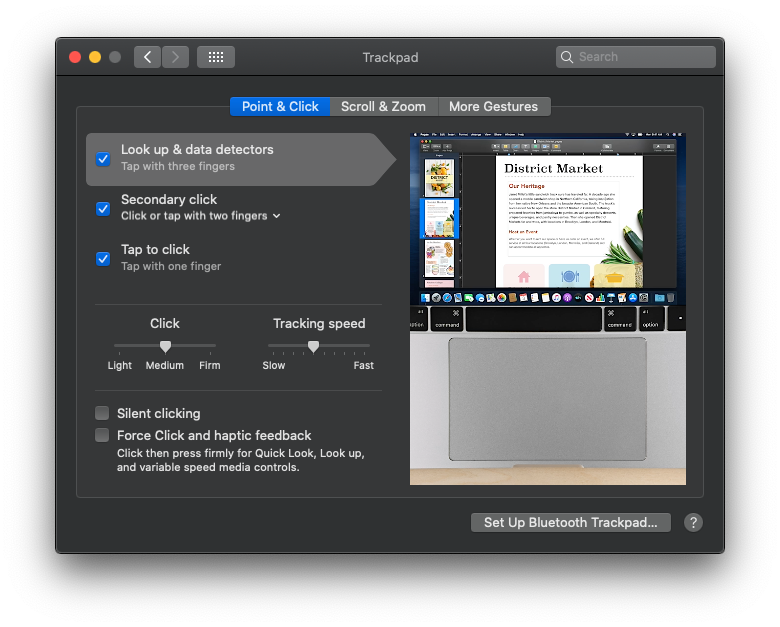 Trackpad
Search
Point & Click
Scroll & Zoom
More Gestures
Look up & data detectors
Tap with three fingers
Secondary click
Click or tap with two fingers
Tap to click
Tap with one finger
Click
Tracking speed
Light
Medium
Firm
Slow
Fast
Silent clicking
Force Click and haptic feedback
Click then press firmly for Quick Look, Look up,
and variable speed media controls.
District Market
Our Heritage
Host an Event
command
command
option
Set Up Bluetooth Trackpad...
?